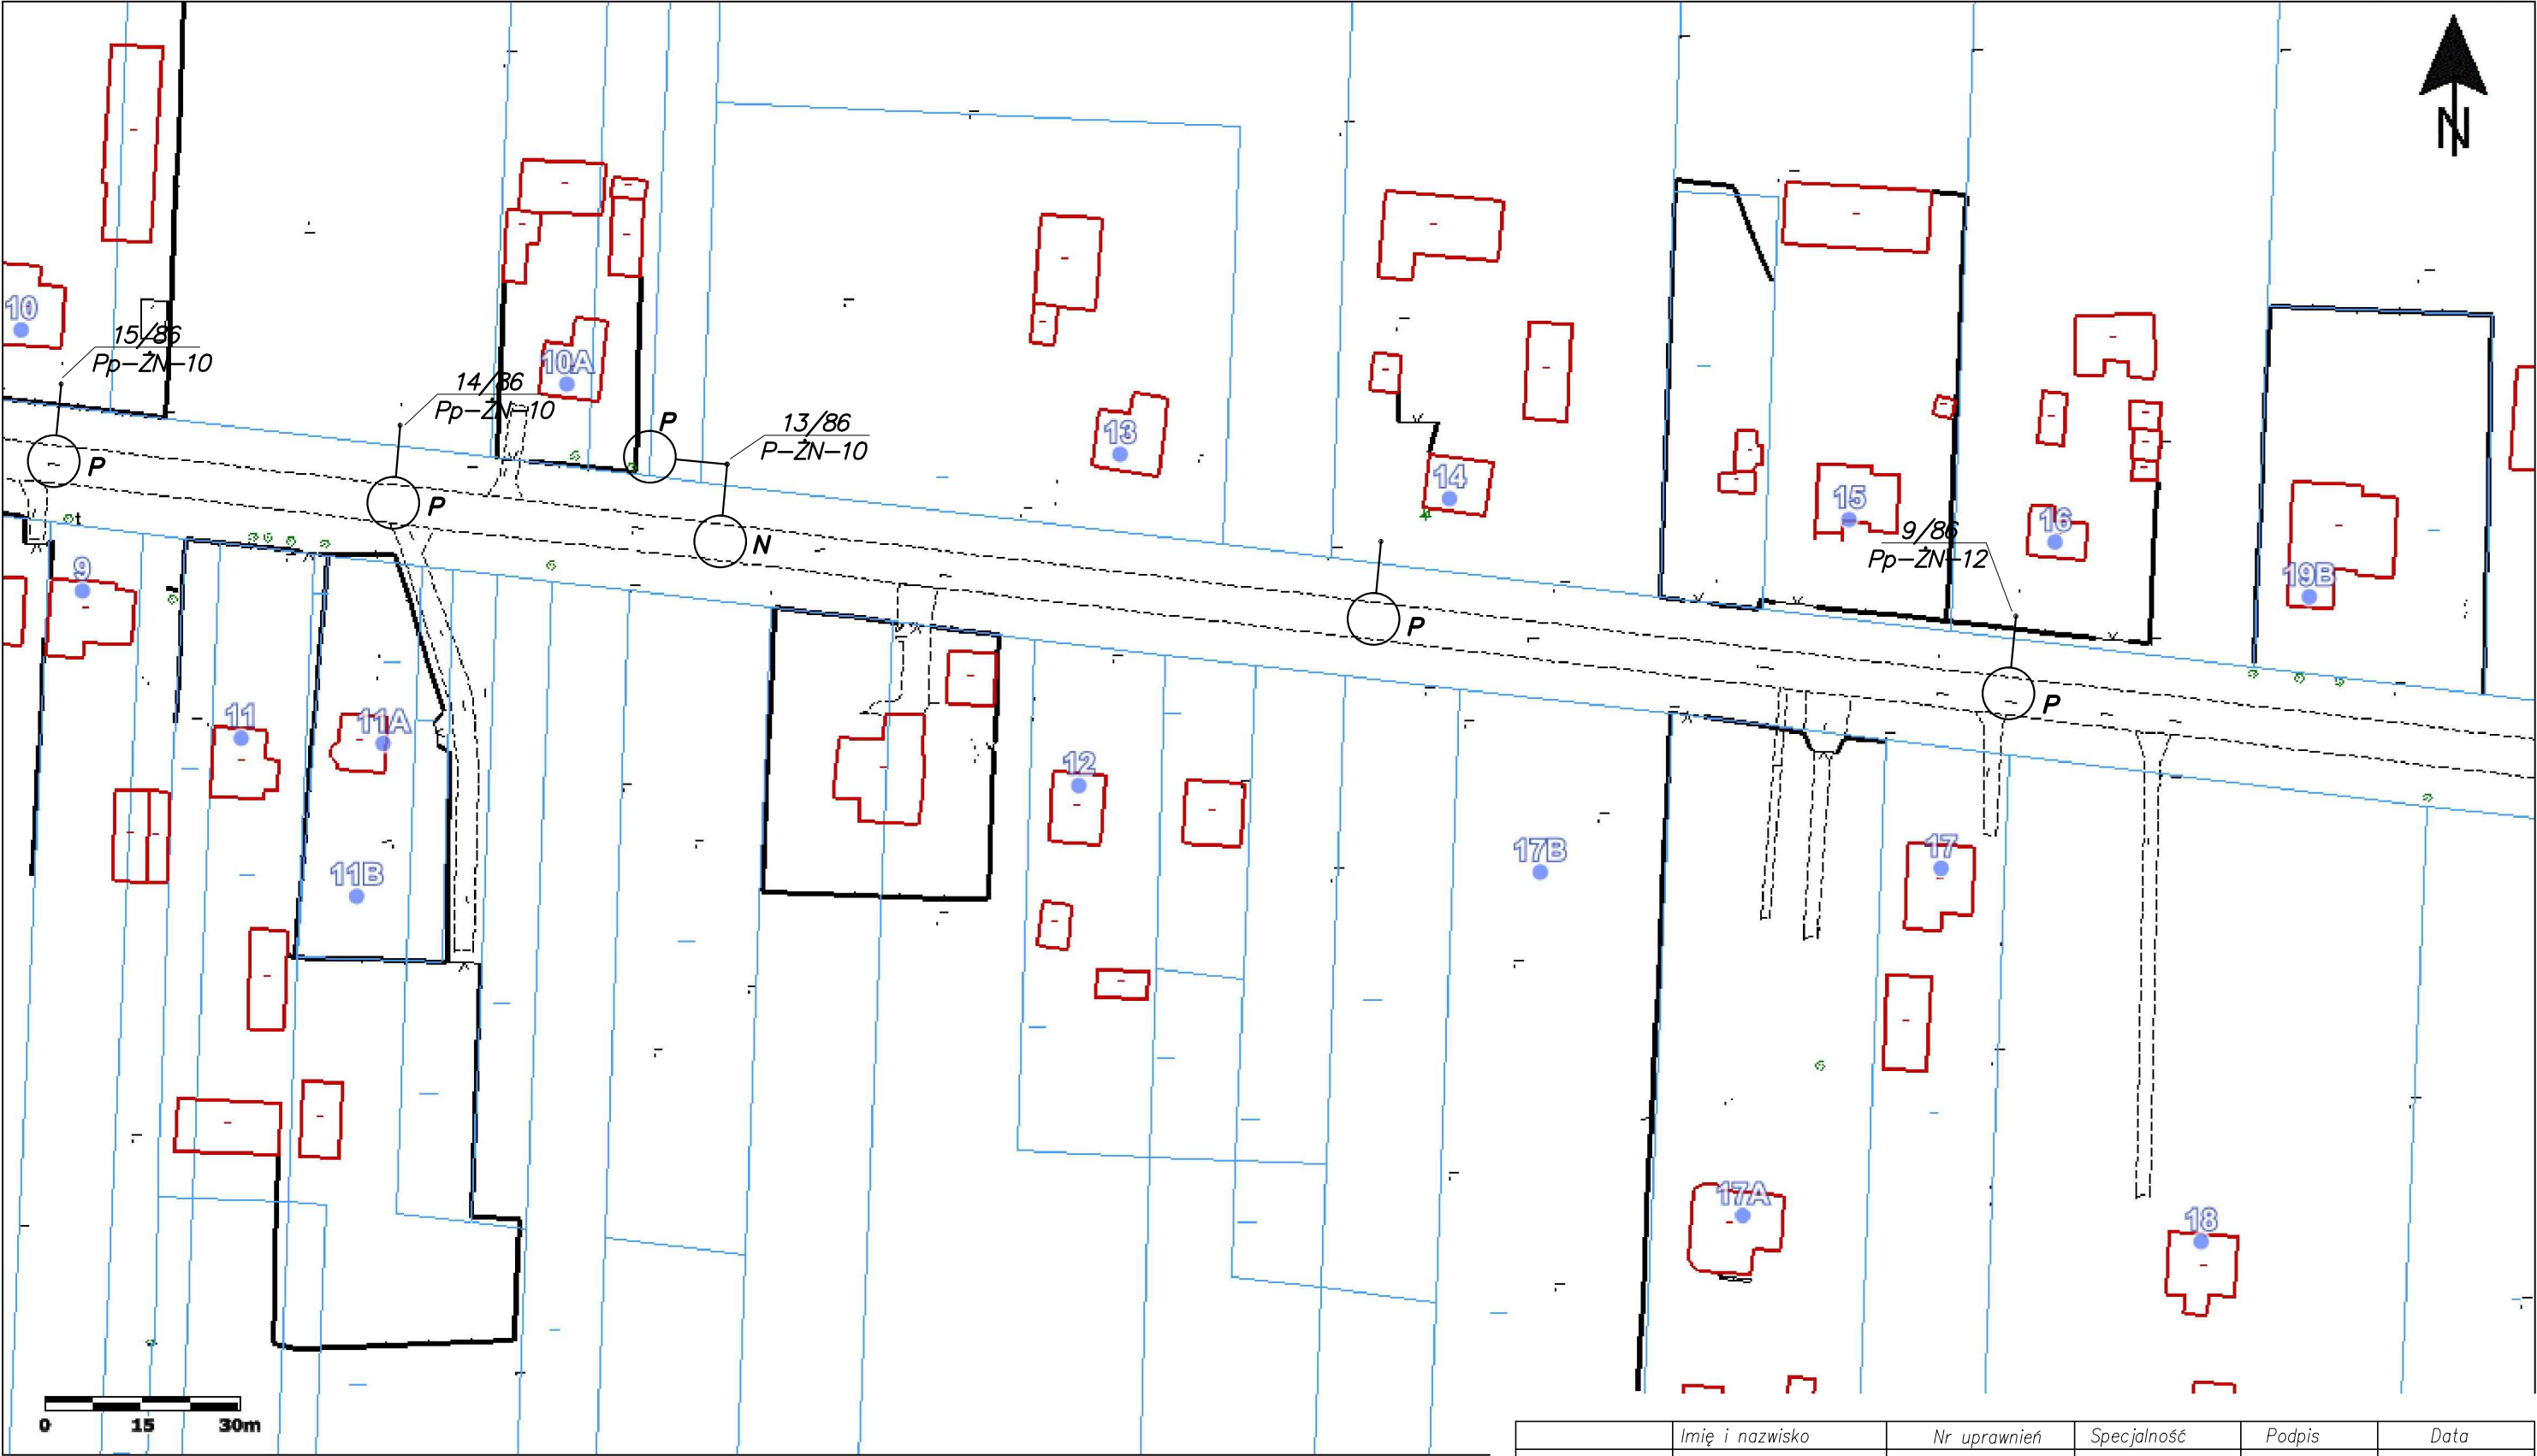 N
10
15/86
Pp-ŻN-10
14/86
Pp-ŻN-10
10A
P
13/86
P-ŻN-10
13
14
15
16
9/86
Pp-ŻN-12
19B
P
P
N
P
P
t
9
11
11A
11B
12
17B
17
17A
18
0 15 30m
Imię i nazwisko Nr uprawnień Specjalność Podpis Data